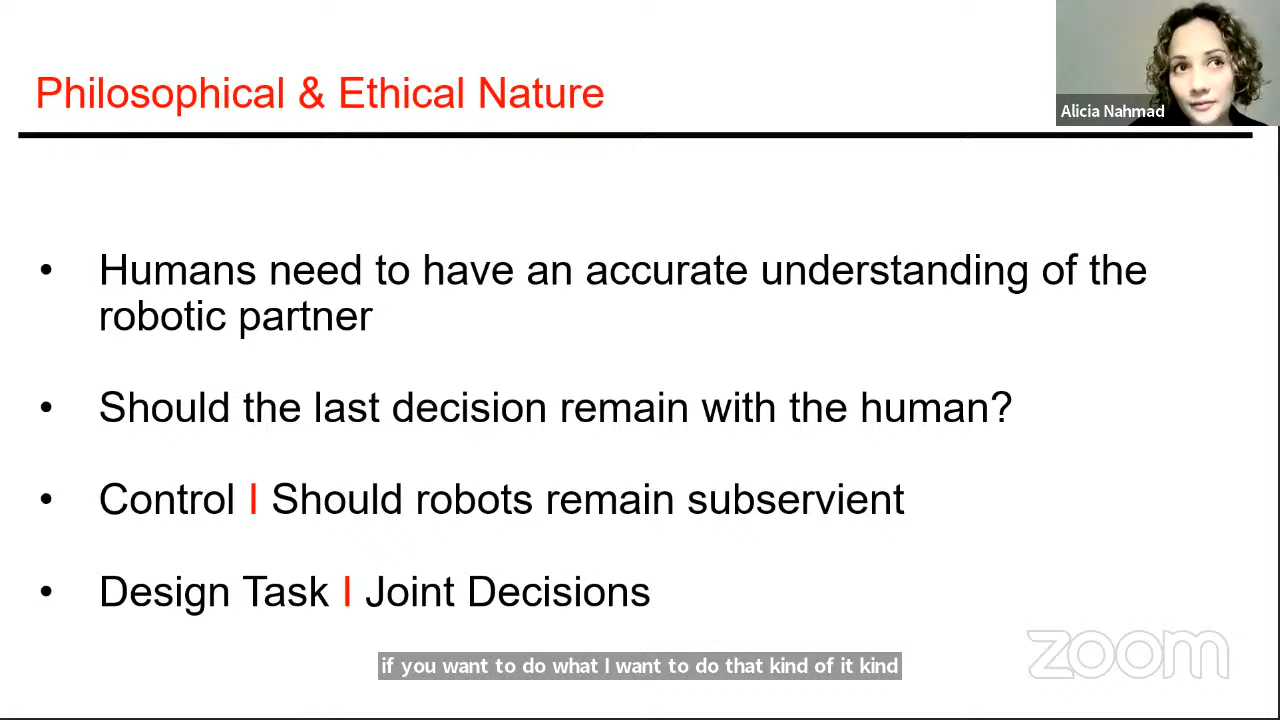 Philosophical & Ethical Nature
Alicia Nahmad
• Humans need to have an accurate understanding of the
robotic partner
• Should the last decision remain with the human?
• Control I Should robots remain subservient
• Design Task I Joint Decisions
if you want to do what I want to do that kind of it kind
zoom